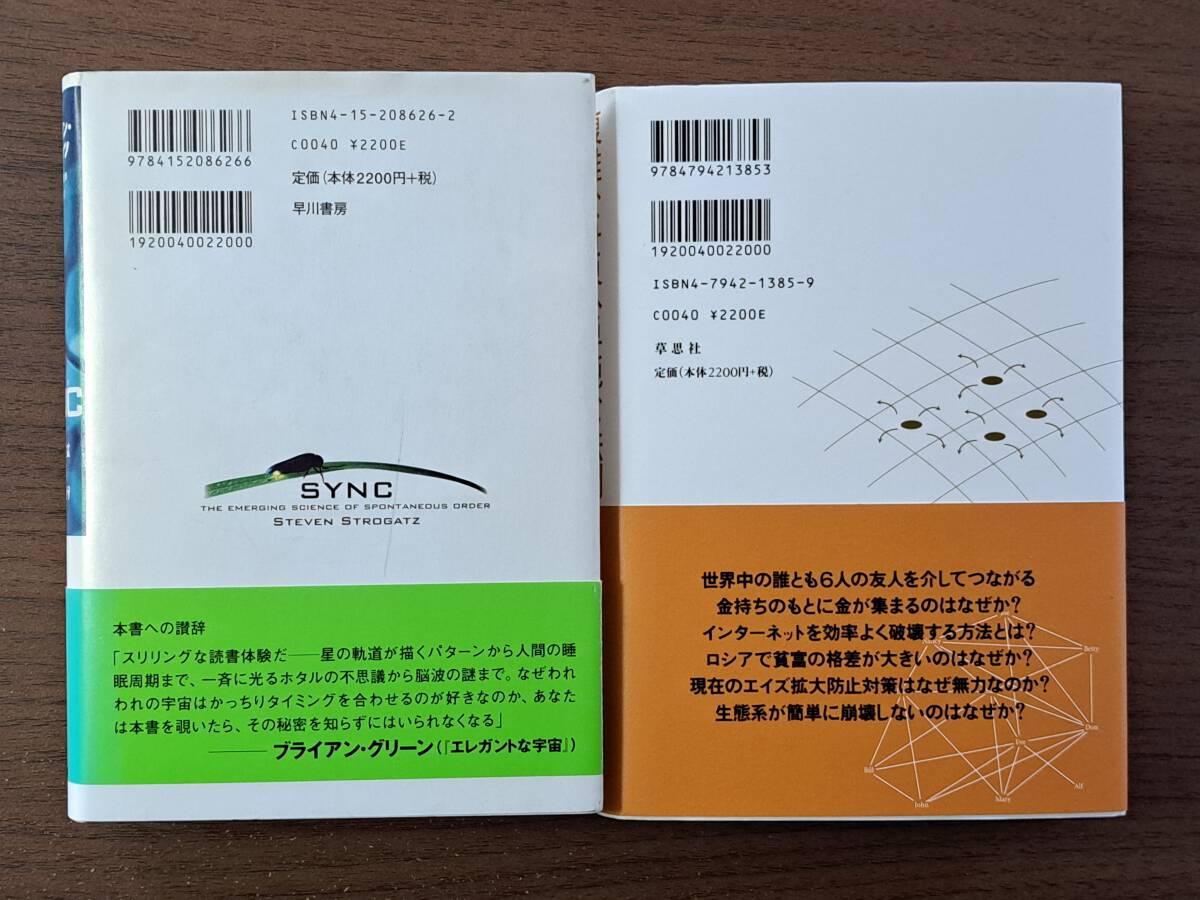 ISBN4-15-208626-2
C0040 ¥2200E
9784152086266
定価(本体2200円+税)
早川書房
1920040022000
SYNC
THE EMERGING SCIENCE OF SPONTANEOUS ORDER
STEVEN STROGATZ
本書への讃辞
「スリリングな読書体験だ——星の軌道が描くパターンから人間の睡
眠周期まで、一斉に光るホタルの不思議から脳波の謎まで。なぜわれ
われの宇宙はかっちりタイミングを合わせるのが好きなのか、あなた
は本書を覗いたら、その秘密を知らずにはいられなくなる」
———ブライアン・グリーン(『エレガントな宇宙』)
9784794213853
1920040022000
ISBN4-7942-1385-9
C0040 ¥2200E
草思社
定価(本体2200円+税)
世界中の誰とも6人の友人を介してつながる
金持ちのもとに金が集まるのはなぜか?
インターネットを効率よく破壊する方法とは?
ロシアで貧富の格差が大きいのはなぜか?
現在のエイズ拡大防止対策はなぜ無力なのか?
生態系が簡単に崩壊しないのはなぜか?
Nancy
Betty
Don
Eve
Bill
Alf
John
Mary